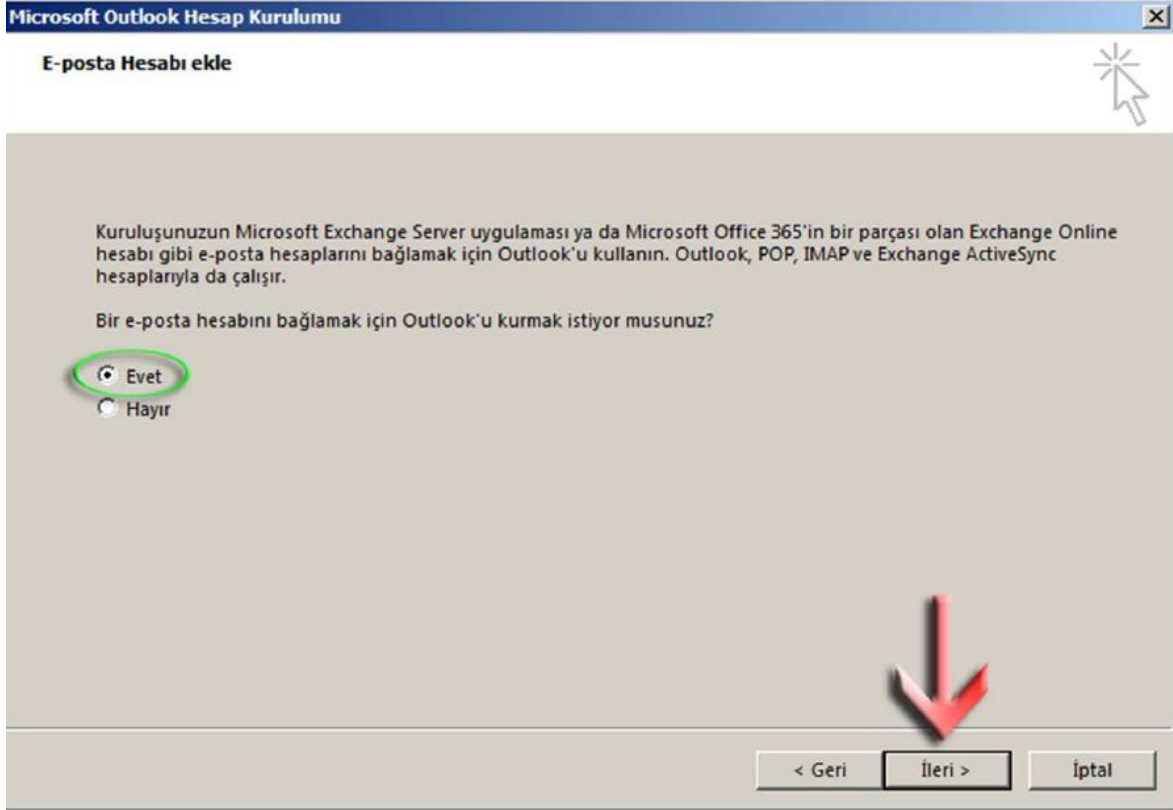 Microsoft Outlook Hesap Kurulumu
E-posta Hesabı ekle
Kuruluşunuzun Microsoft Exchange Server uygulaması ya da Microsoft Office 365'in bir parçası olan Exchange Online
hesabı gibi e-posta hesaplarını bağlamak için Outlook'u kullanın. Outlook, POP, IMAP ve Exchange ActiveSync
hesaplarıyla da çalışır.
Bir e-posta hesabını bağlamak için Outlook'u kurmak istiyor musunuz?
Evet
Hayır
< Geri İleri > İptal